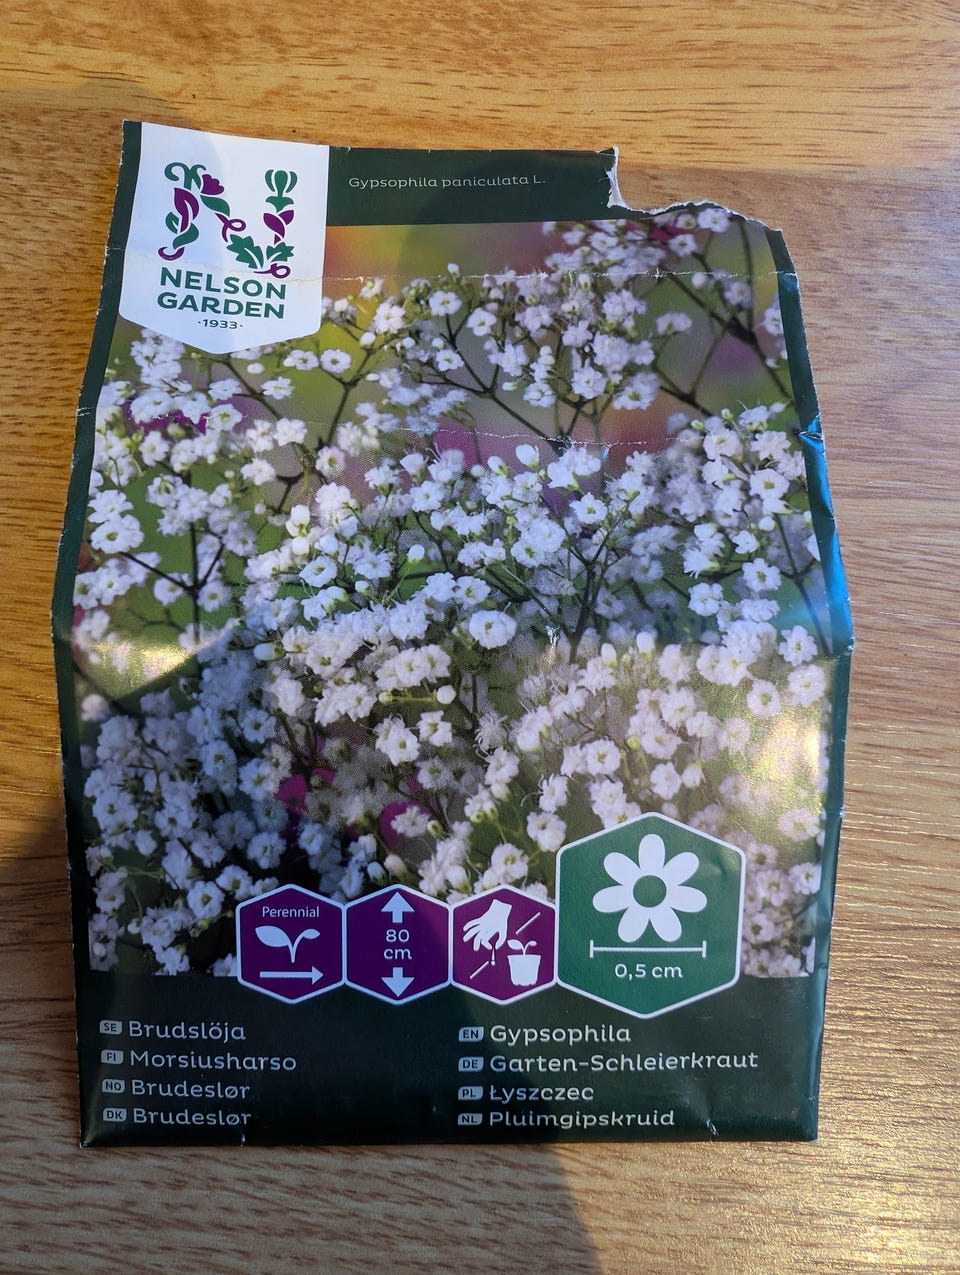 Gypsophila paniculata L.
NELSON
GARDEN
·1933·
Perennial
80
cm
0,5 cm
SE Brudslöja
FI Morsiusharso
NO Brudeslør
DK Brudeslør
EN Gypsophila
DE Garten-Schleierkraut
PL Łyszczec
NL Pluimgipskruid